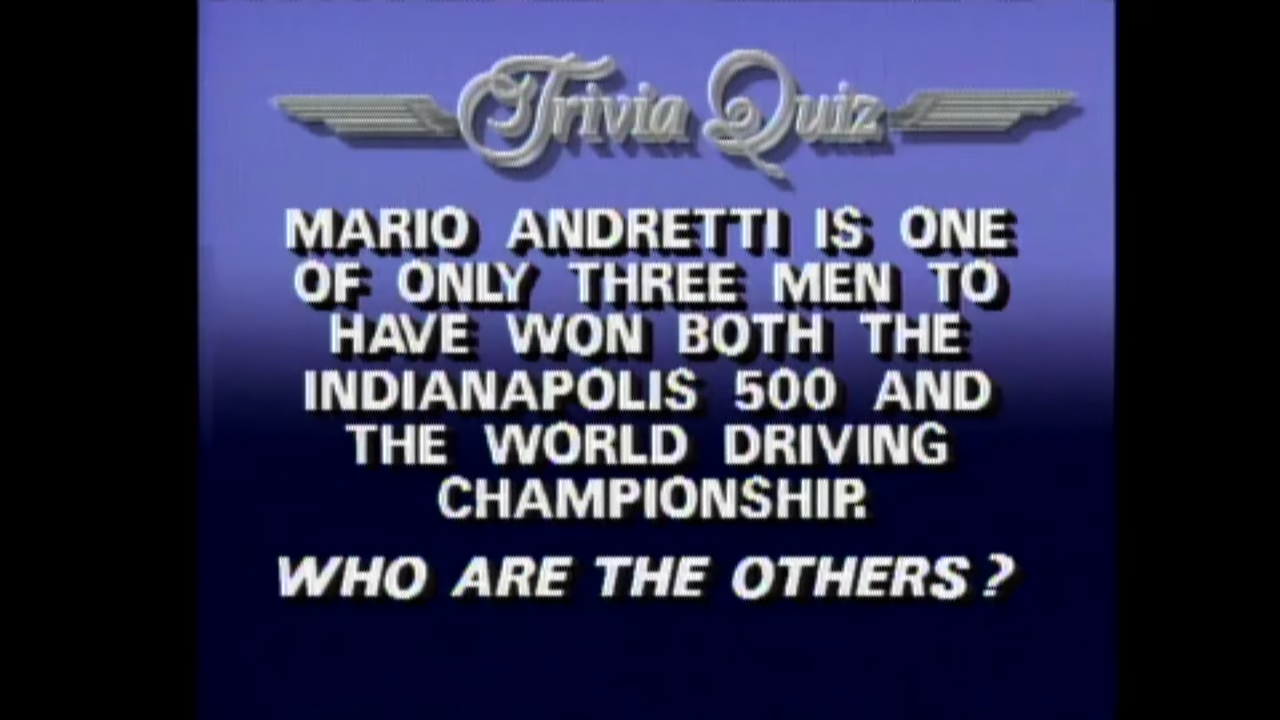 Trivia Quiz
MARIO ANDRETTI IS ONE
OF ONLY THREE MEN TO
HAVE WON BOTH THE
INDIANAPOLIS 500 AND
THE WORLD DRIVING
CHAMPIONSHIP.
WHO ARE THE OTHERS?